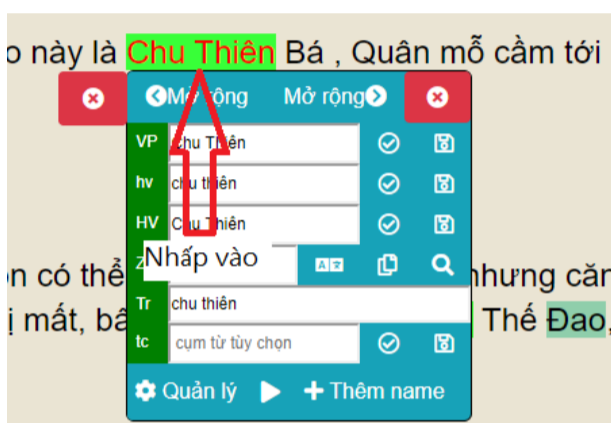 o này là Chu Thiên Bá , Quân mỗ cầm tới
Mở rộng Mở rộng
VP Chu Thiên
hv chu thiên
HV Chu Thiên
Nhấp vào
ọn có thể nhưng căn
Tr chu thiên
ị mất, Thế Đao,
tc cụm từ tùy chọn
Quản lý Thêm name